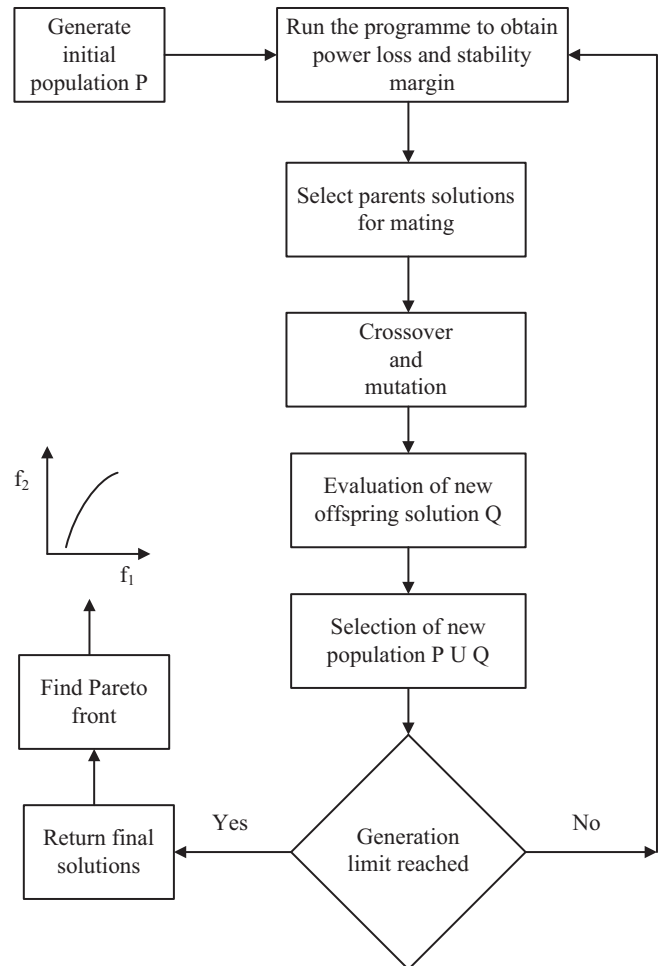 Generate
initial
population P
Run the programme to obtain
power loss and stability
margin
Select parents solutions
for mating
Crossover
and
mutation
Evaluation of new
offspring solution Q
Selection of new
population P U Q
Generation
limit reached
Yes
No
Return final
solutions
Find Pareto
front
f₂
f₁